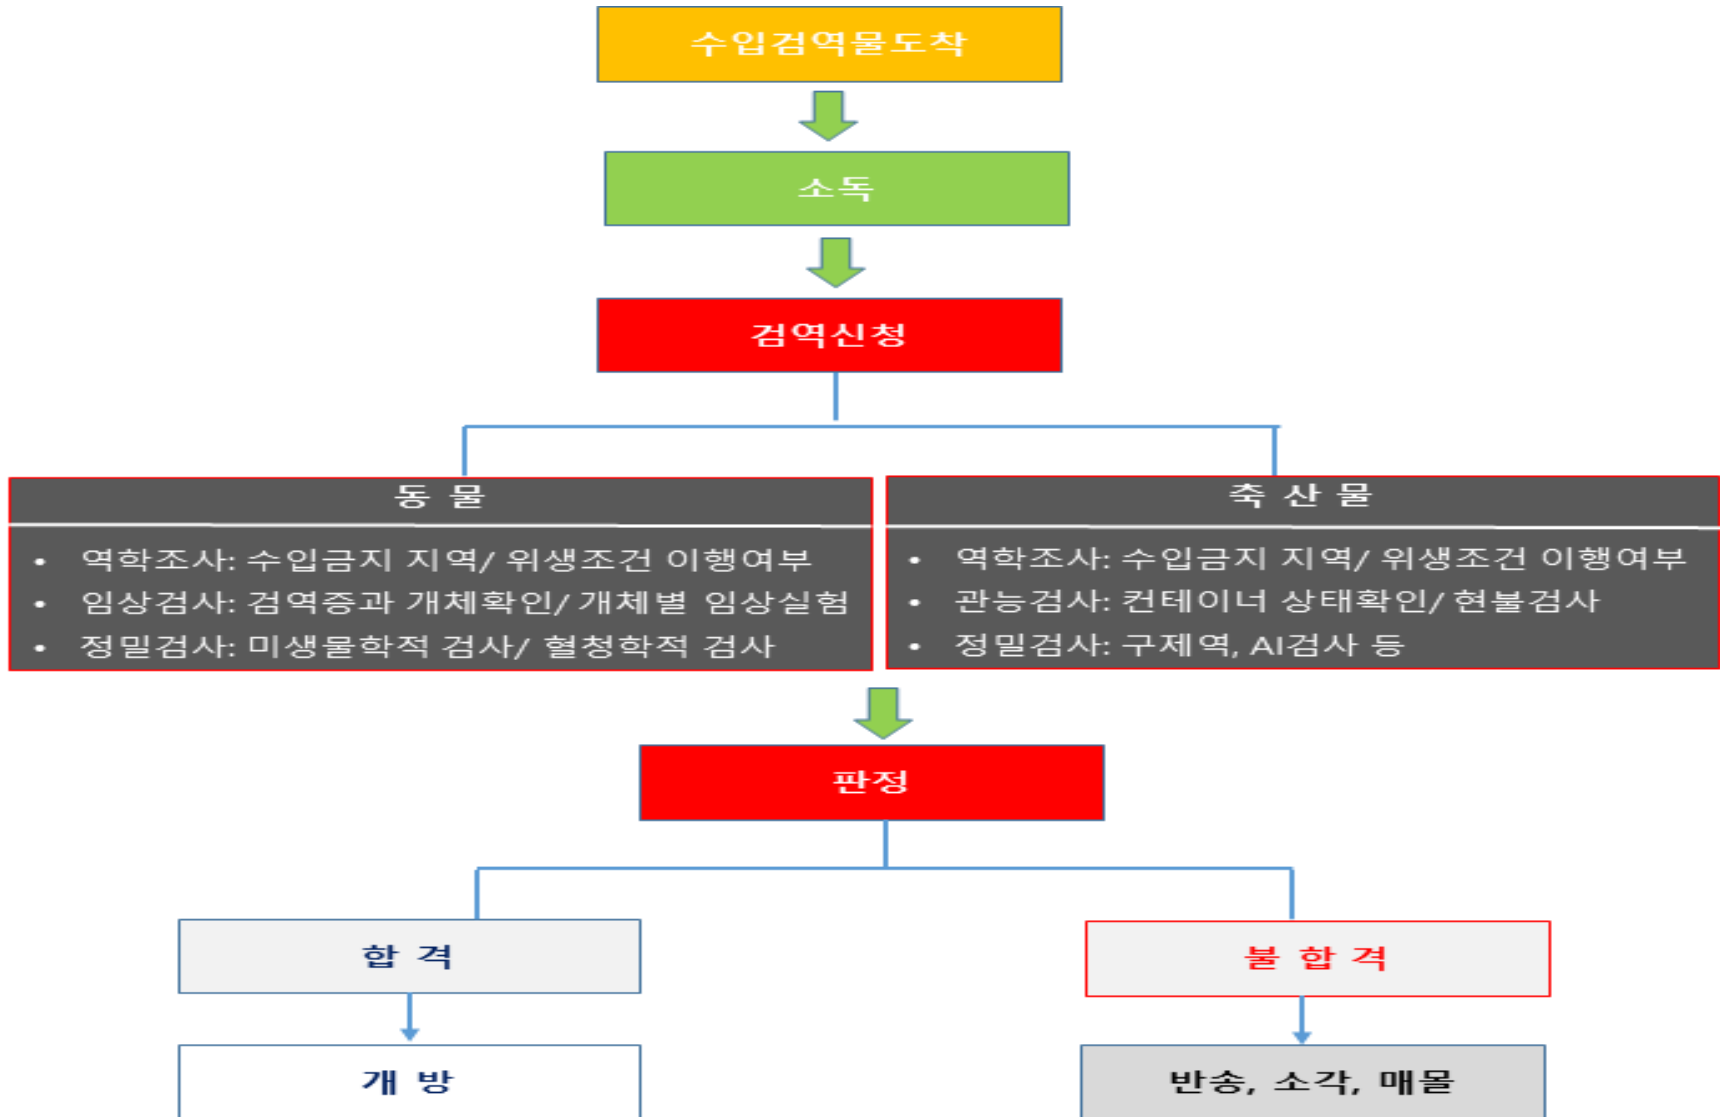 수입검역물도착
소독
검역신청
동 물
• 역학조사: 수입금지 지역/ 위생조건 이행여부
• 임상검사: 검역증과 개체확인/ 개체별 임상실험
• 정밀검사: 미생물학적 검사/ 혈청학적 검사
축 산 물
• 역학조사: 수입금지 지역/ 위생조건 이행여부
• 관능검사: 컨테이너 상태확인/ 현불검사
• 정밀검사: 구제역, AI검사 등
판정
합 격
불 합 격
개 방
반송, 소각, 매몰